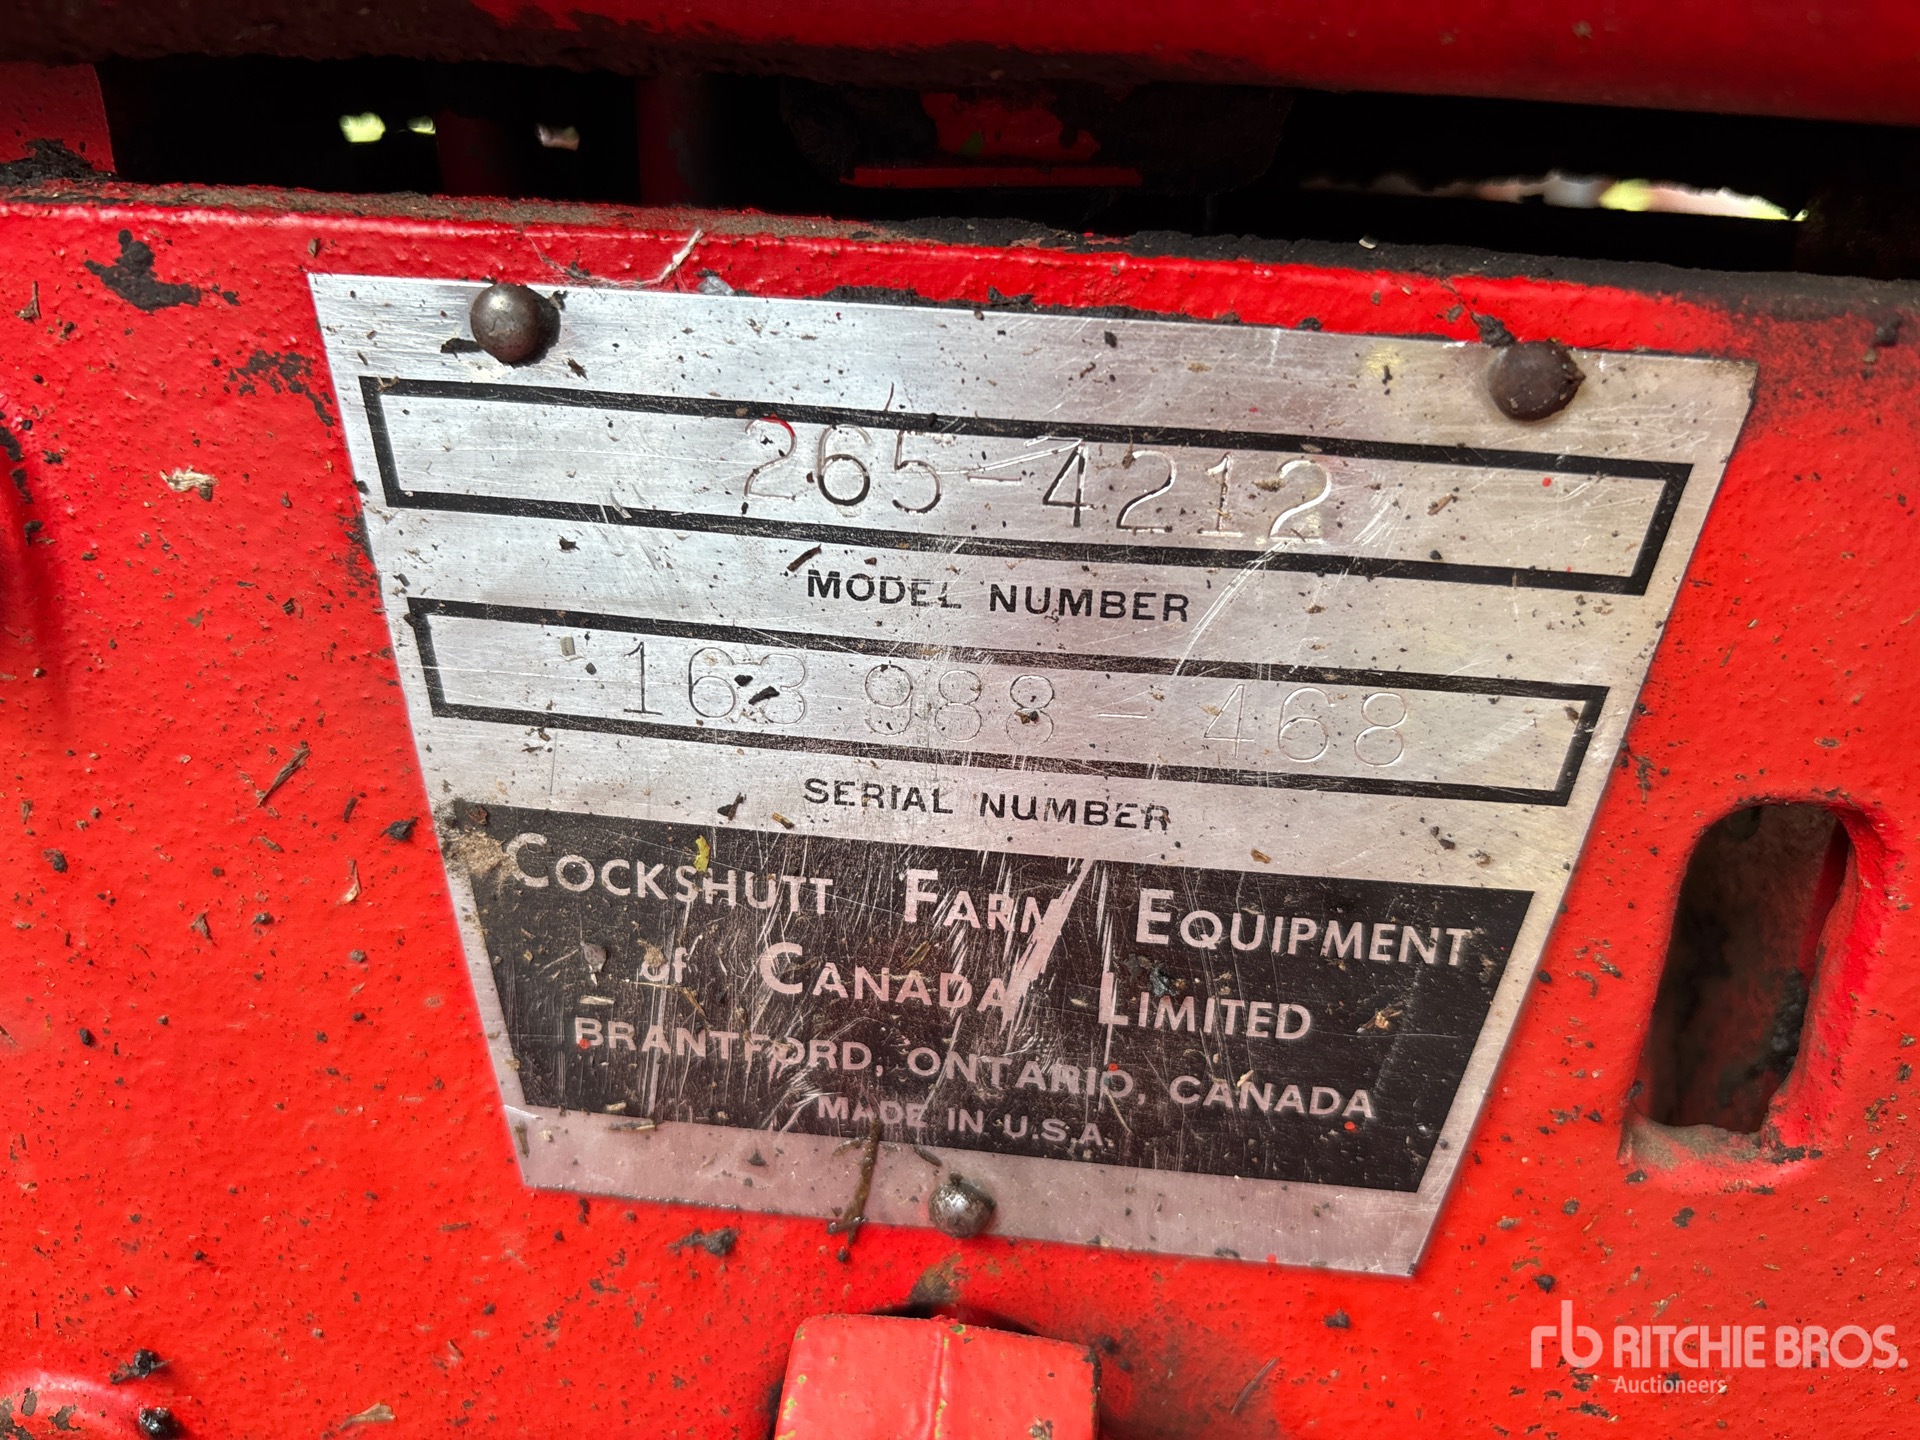 265-4212
MODEL NUMBER
163 988-468
SERIAL NUMBER
COCKSHUTT FARM EQUIPMENT
of CANADA LIMITED
BRANTFORD, ONTARIO, CANADA
MADE IN U.S.A.
rb RITCHIE BROS.
Auctioneers